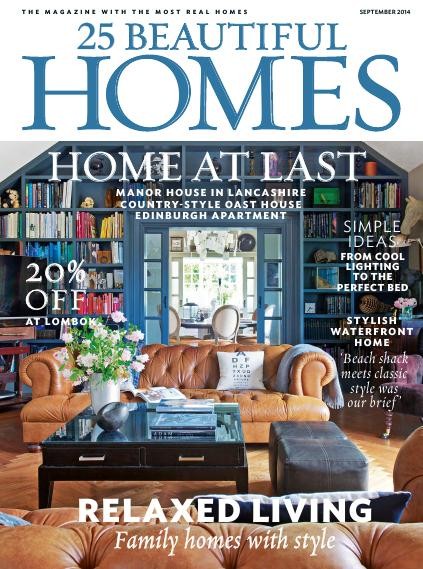 THE MAGAZINE WITH THE MOST REAL HOMES
SEPTEMBER 2014
25 BEAUTIFUL
HOMES
HOME AT LAST
MANOR HOUSE IN LANCASHIRE
COUNTRY-STYLE OAST HOUSE
EDINBURGH APARTMENT
SIMPLE
IDEAS
FROM COOL
LIGHTING
TO THE
PERFECT BED
20%
OFF
AT LOMBOK
STYLISH
WATERFRONT
HOME
'Beach shack
meets classic
style was
our brief'
A D F
H Z P
RELAXED LIVING
Family homes with style